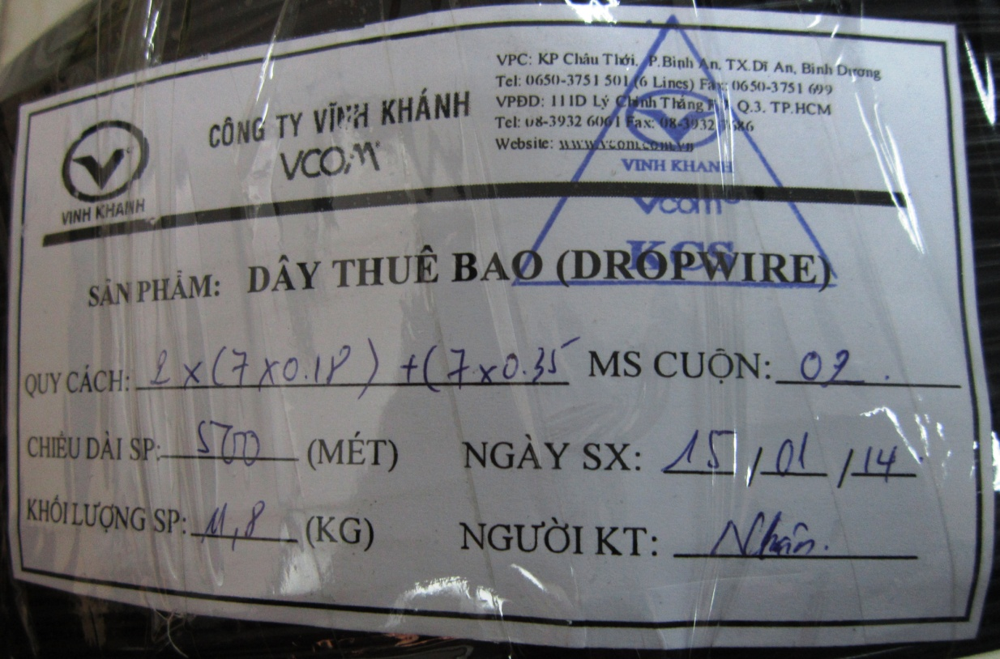 VPC: KP Châu Thới, P.Bình An, TX.Dĩ An, Bình Dương
Tel: 0650-3751 501 (6 Lines) Fax: 0650-3751 699
VPĐD: 111D Lý Chính Thắng Q.3. TP.HCM
Tel: 08-3932 6061 Fax: 08-3932
Website: www.vcom.com.vn
CÔNG TY VĨNH KHÁNH
VCOM
VINH KHANH
VINH KHANH
Vcom
KCS
SẢN PHẨM: DÂY THUÊ BAO (DROPWIRE)
QUY CÁCH: 2 x (7 x 0.18) + (7 x 0.35 MS CUỘN: 02.
CHIỀU DÀI SP: 500 (MÉT) NGÀY SX: 15/01/14
KHỐI LƯỢNG SP: 11,8 (KG) NGƯỜI KT: Nhân.